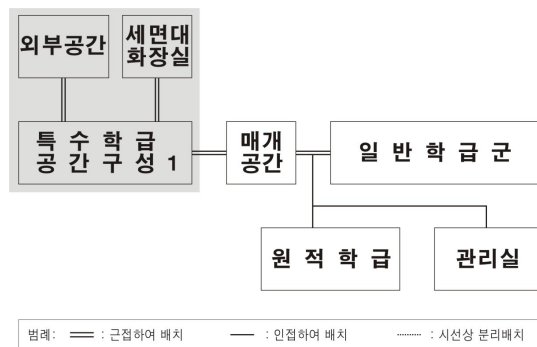 외부공간
세면대
화장실
특 수 학 급
공 간 구 성 1
매개
공간
일 반 학 급 군
원 적 학 급
관리실
범례: : 근접하여 배치 : 인접하여 배치 : 시선상 분리배치